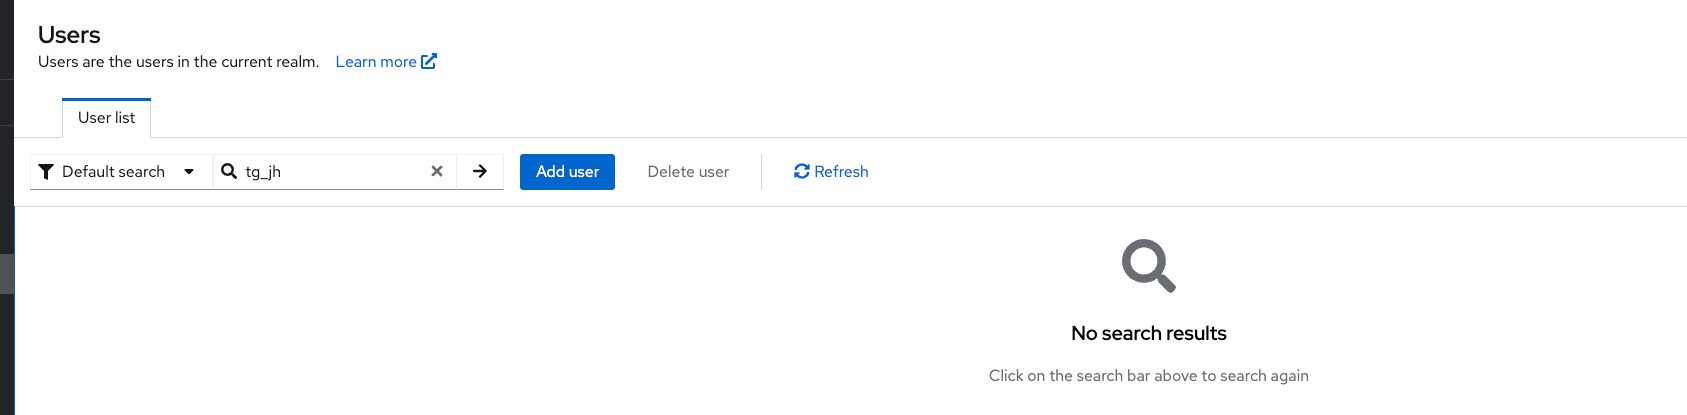 Users
Users are the users in the current realm. Learn more
User list
Default search tg_jh Add user Delete user Refresh
No search results
Click on the search bar above to search again